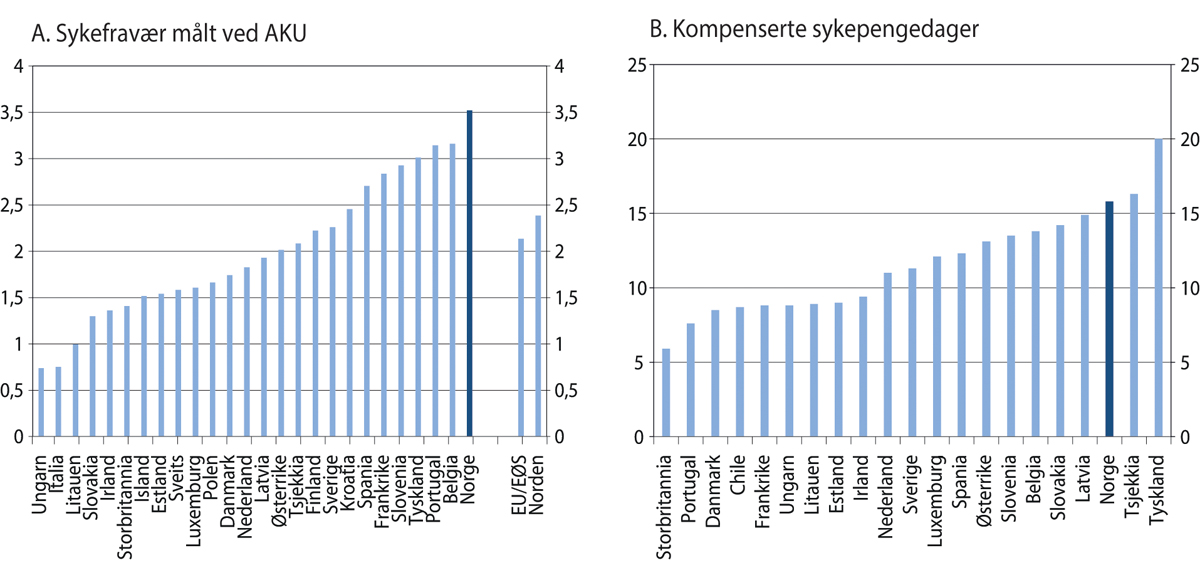 A. Sykefravær målt ved AKU
4 4
3,5 3,5
3 3
2,5 2,5
2 2
1,5 1,5
1 1
0,5 0,5
0 0
Ungarn
Italia
Litauen
Slovakia
Irland
Storbritannia
Island
Estland
Sveits
Luxemburg
Polen
Danmark
Nederland
Latvia
Østerrike
Tsjekkia
Finland
Sverige
Kroatia
Spania
Frankrike
Slovenia
Tyskland
Portugal
Belgia
Norge
EU/EØS
Norden
B. Kompenserte sykepengedager
25 25
20 20
15 15
10 10
5 5
0 0
Storbritannia
Portugal
Danmark
Chile
Frankrike
Ungarn
Litauen
Estland
Irland
Nederland
Sverige
Luxemburg
Spania
Østerrike
Slovenia
Belgia
Slovakia
Latvia
Norge
Tsjekkia
Tyskland